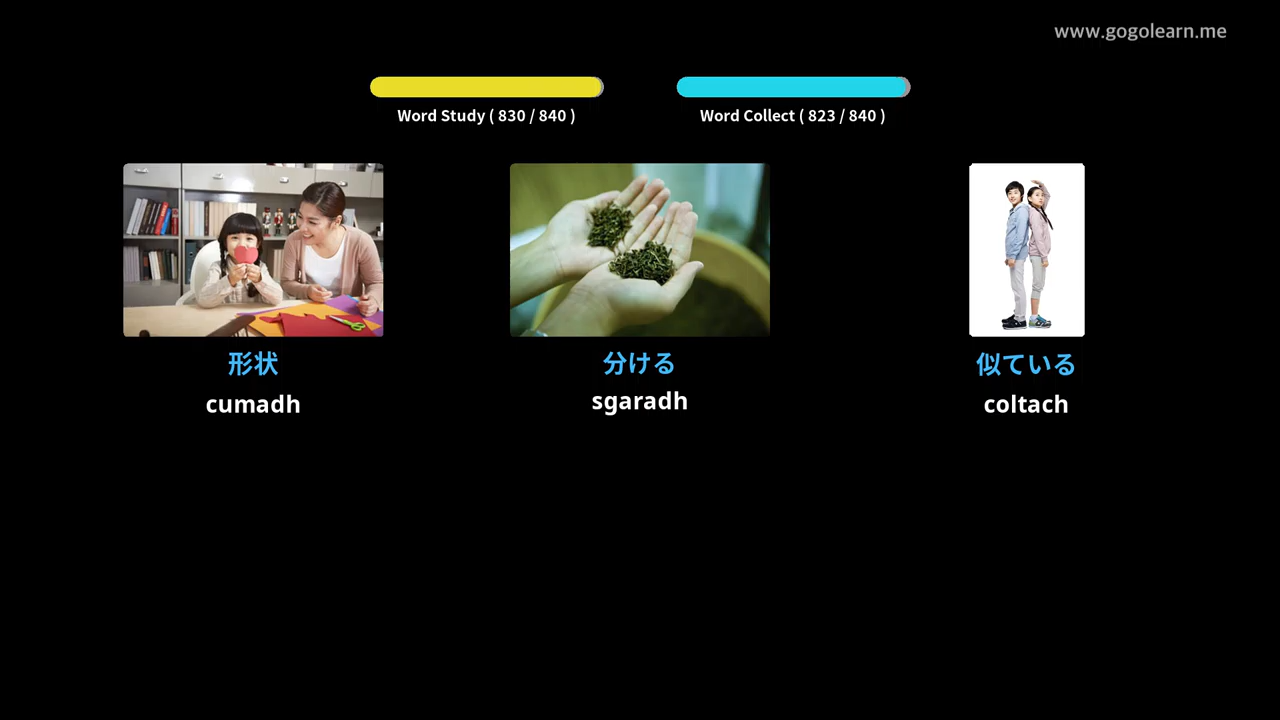 www.gogolearn.me
Word Study ( 830 / 840 )
Word Collect ( 823 / 840 )
形状
cumadh
分ける
sgaradh
似ている
coltach